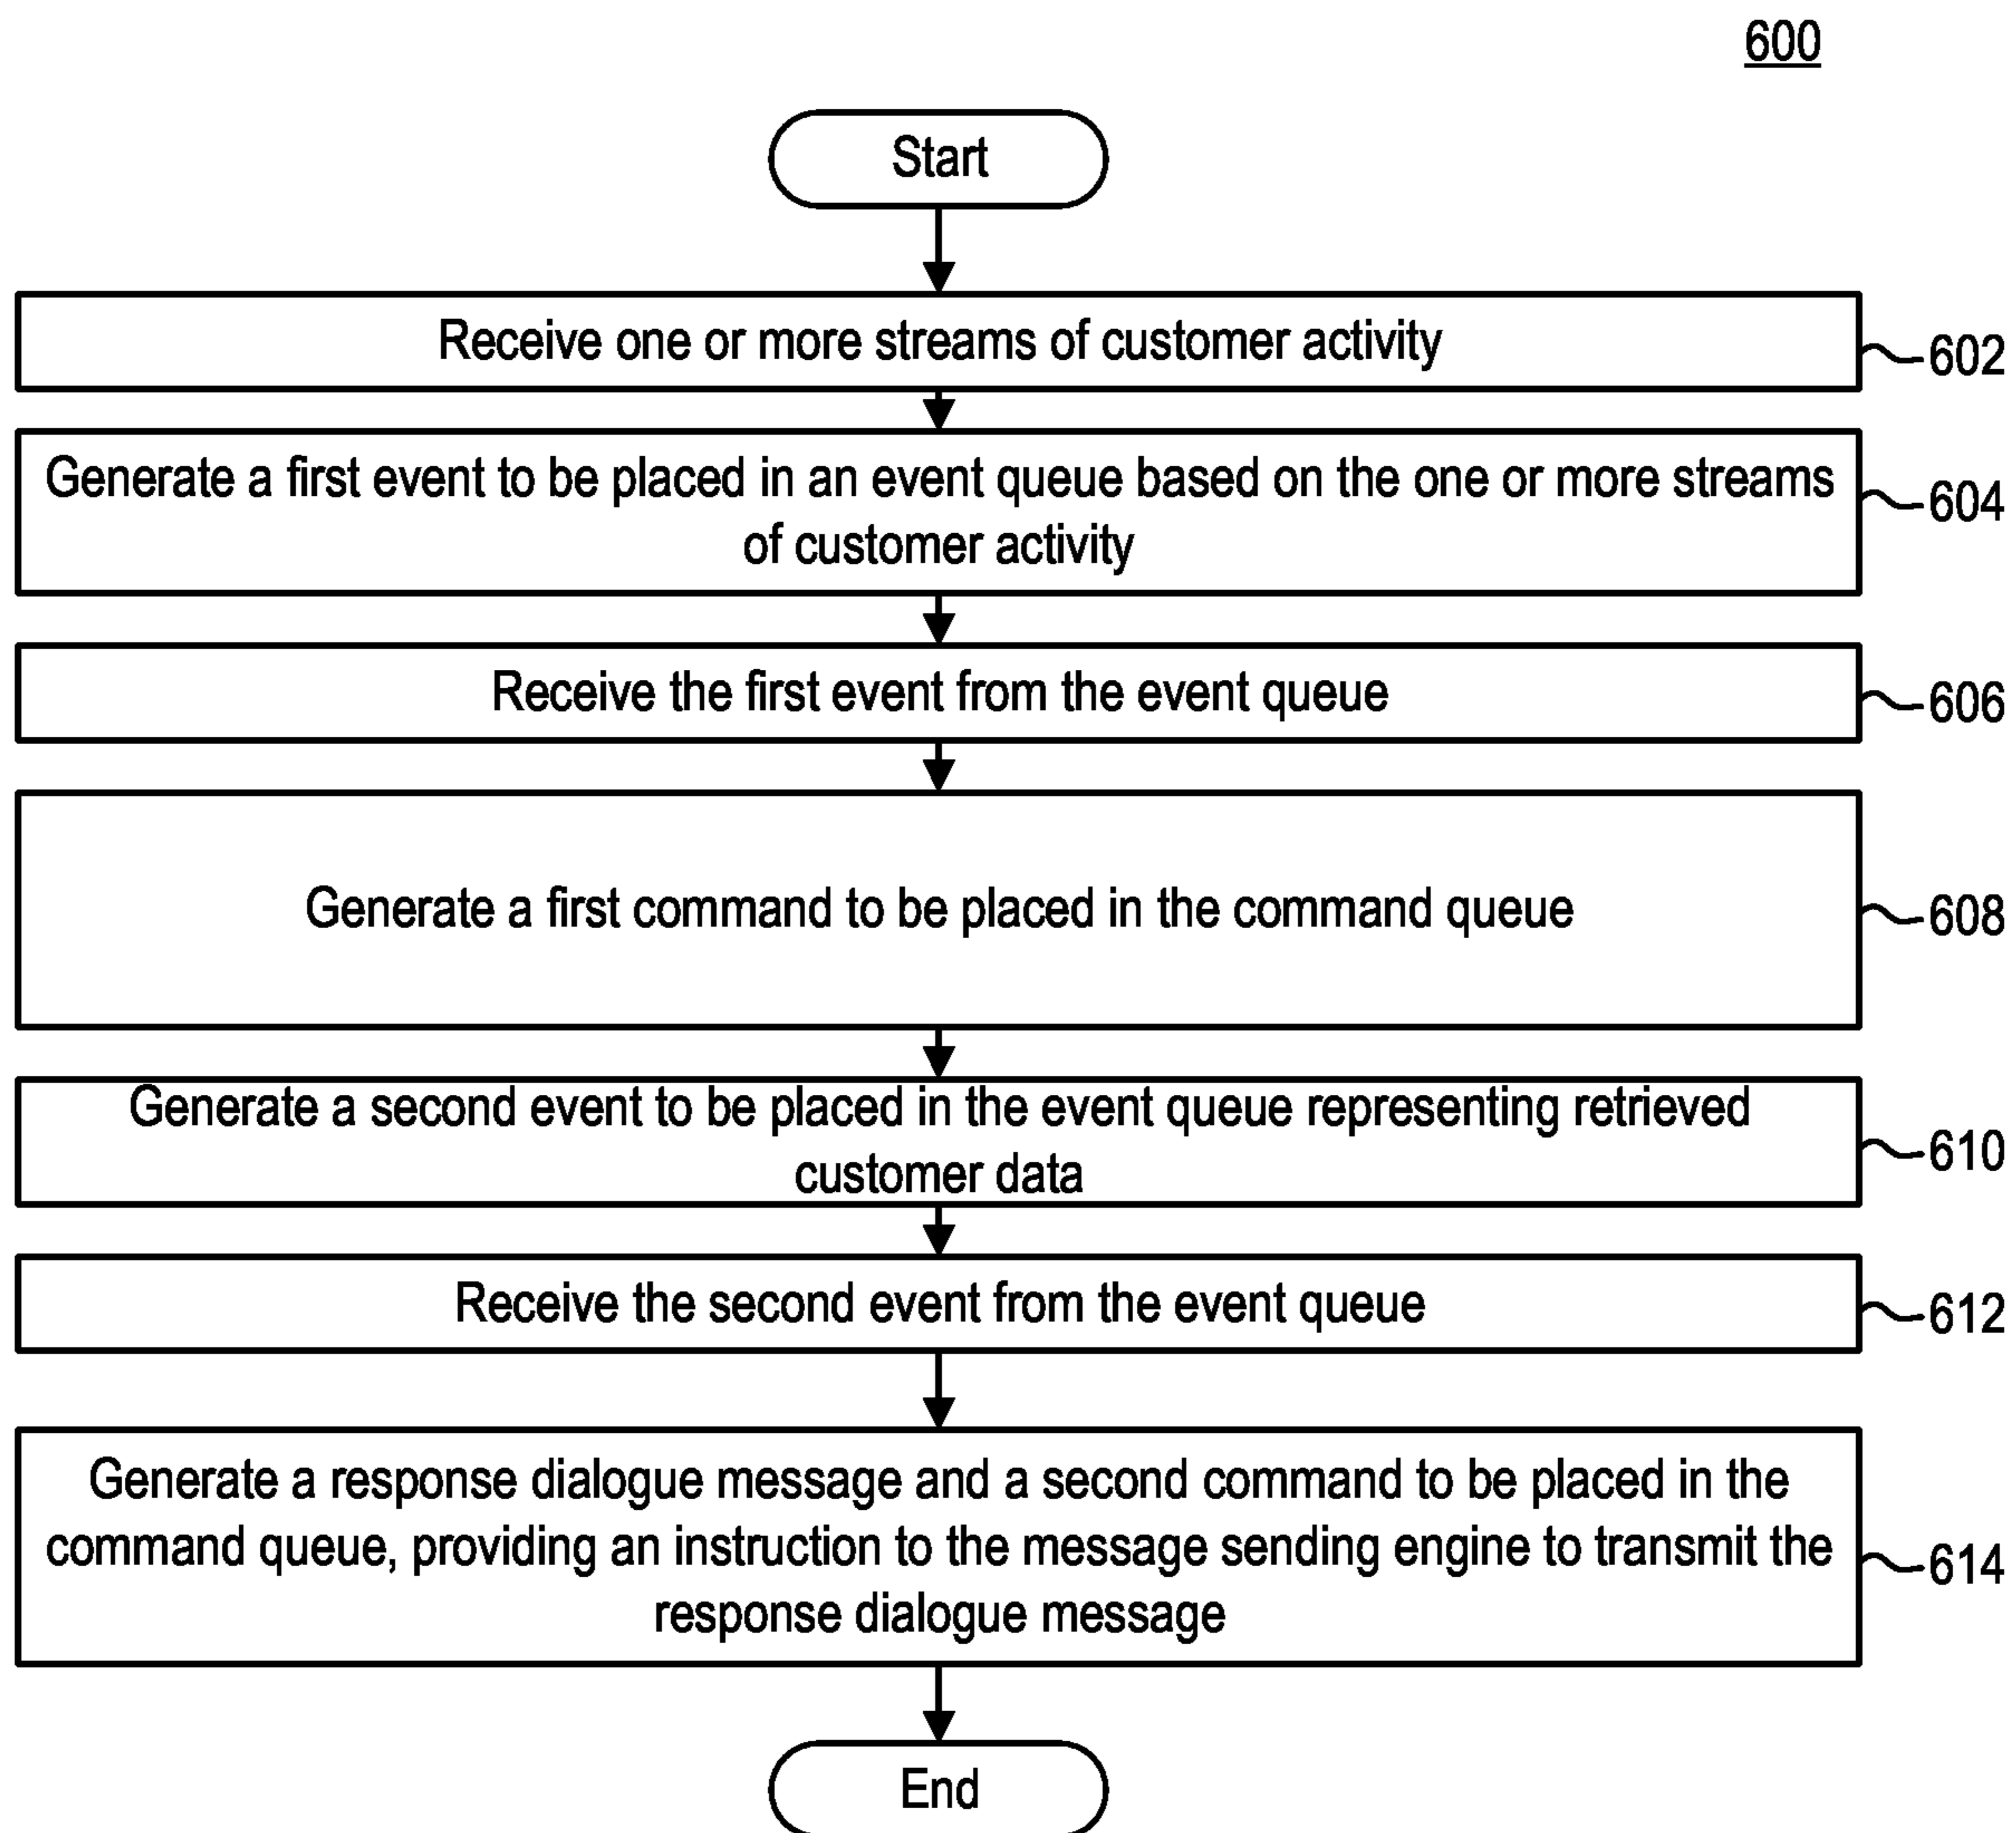 600
Start
Receive one or more streams of customer activity
602
Generate a first event to be placed in an event queue based on the one or more streams
of customer activity
604
Receive the first event from the event queue
606
Generate a first command to be placed in the command queue
608
Generate a second event to be placed in the event queue representing retrieved
customer data
610
Receive the second event from the event queue
612
Generate a response dialogue message and a second command to be placed in the
command queue, providing an instruction to the message sending engine to transmit the
response dialogue message
614
End